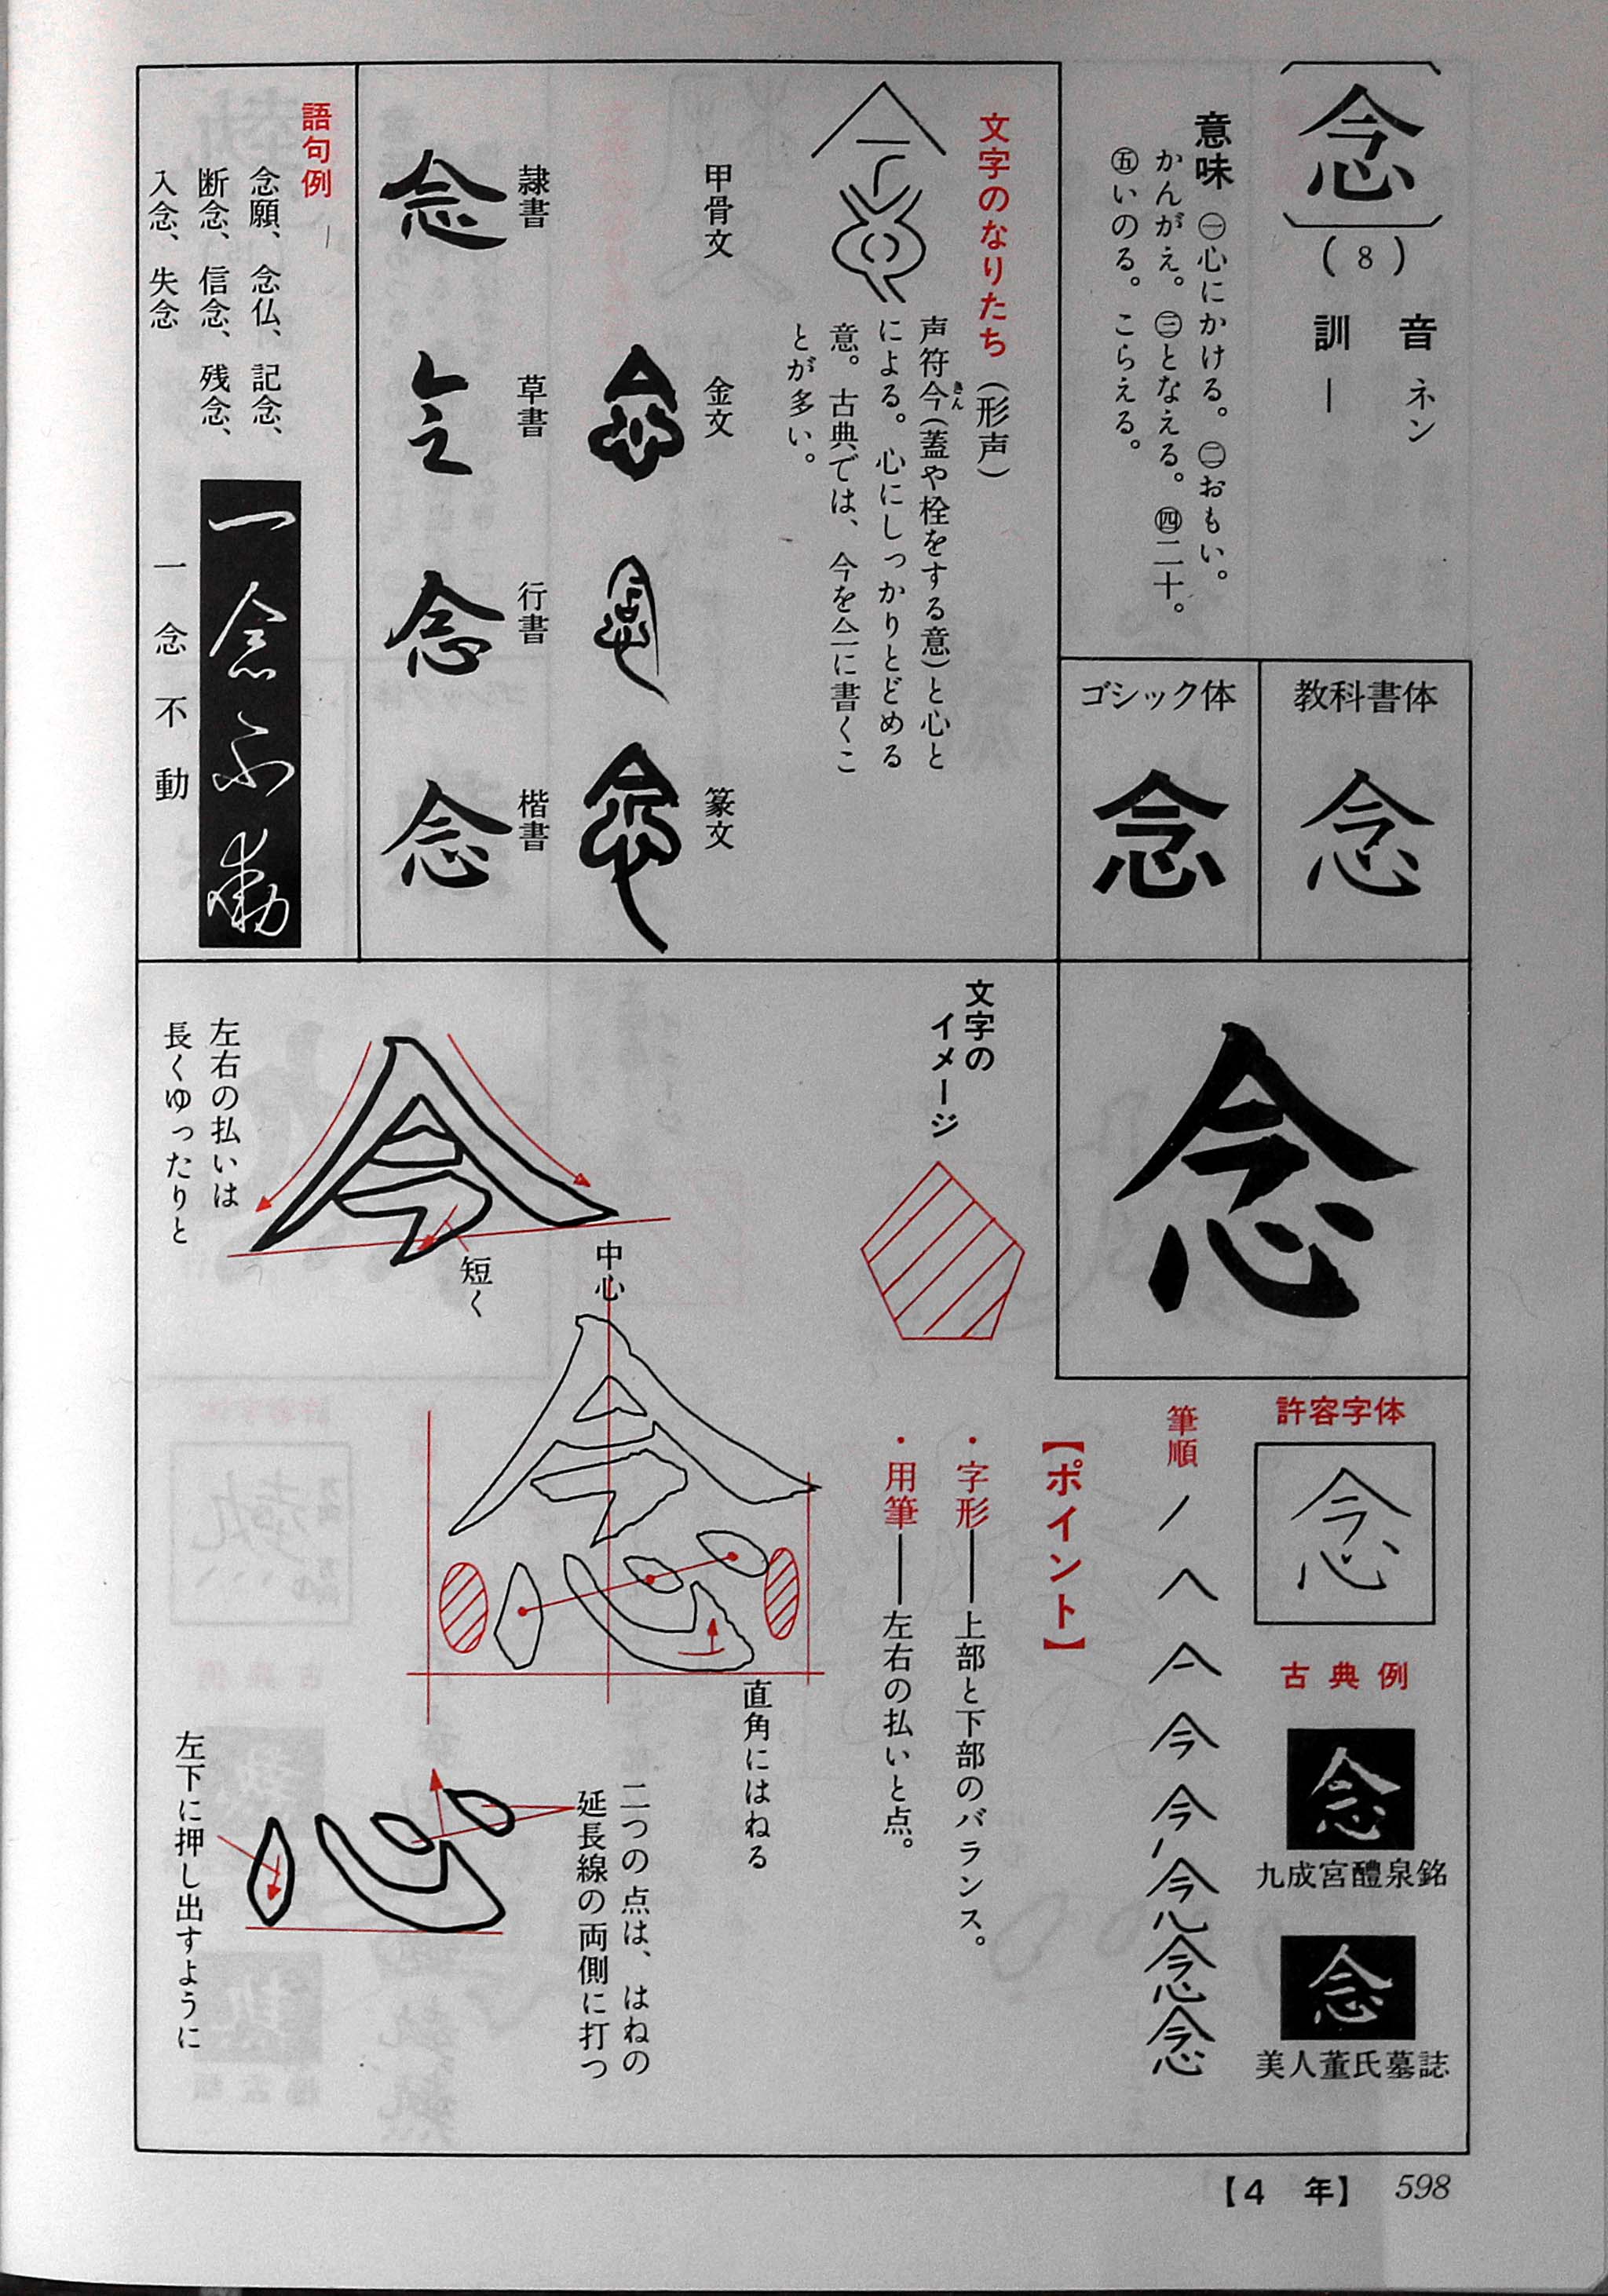 念
(8)
音 ネン
訓 ―
意味 ㊀心にかける。㊁おもい。
かんがえ。㊂となえる。㊃二十。
㊄いのる。こらえる。
教科書体
念
ゴシック体
念
文字のなりたち(形声)
声符今(蓋や栓をする意)と心と
きん
による。心にしっかりとどめる
意。古典では、今を亼に書くこ
とが多い。
甲骨文
金文
篆文
隷書
念
草書
念
行書
念
楷書
念
語句例
念願、念仏、記念、
断念、信念、残念、
入念、失念
一念不動
一念不動
念
許容字体
念
古典例
念
九成宮醴泉銘
念
美人董氏墓誌
筆順
念
【ポイント】
・字形――上部と下部のバランス。
・用筆――左右の払いと点。
文字の
イメージ
左右の払いは
長くゆったりと
短く
中心
直角にはねる
二つの点は、はねの
延長線の両側に打つ
左下に押し出すように
【4 年】 598